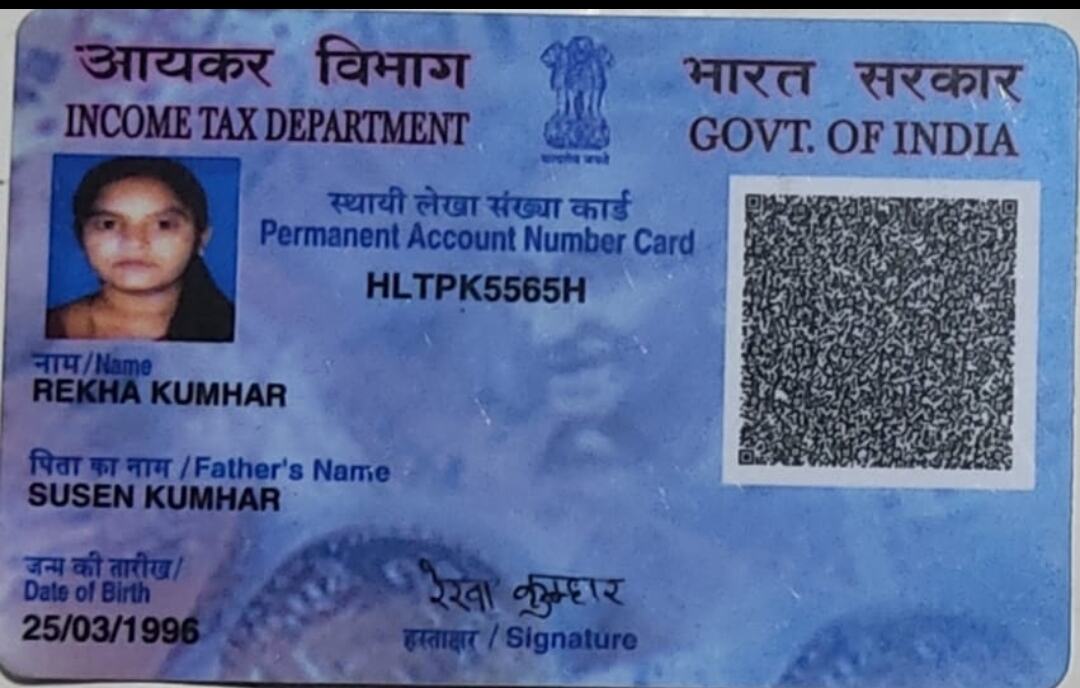 आयकर विभाग
INCOME TAX DEPARTMENT
भारत सरकार
GOVT. OF INDIA
सत्यमेव जयते
स्थायी लेखा संख्या कार्ड
Permanent Account Number Card
HLTPK5565H
नाम/Name
REKHA KUMHAR
पिता का नाम /Father's Name
SUSEN KUMHAR
जन्म की तारीख/
Date of Birth
25/03/1996
रेखा कुम्हार
हस्ताक्षर / Signature